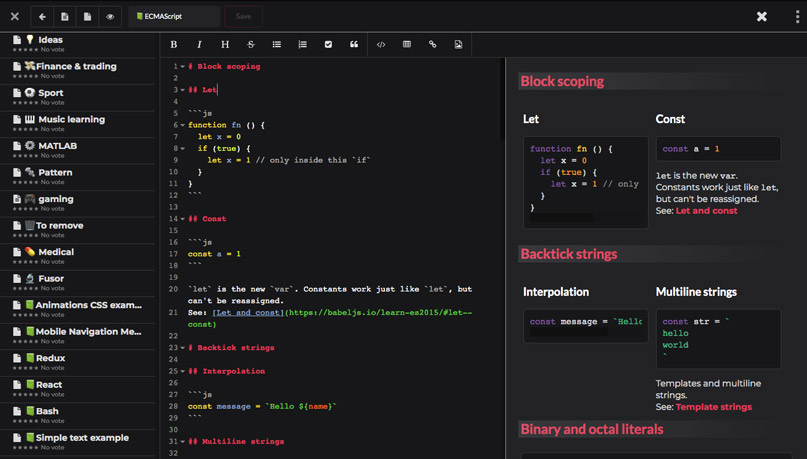 ECMAScript
Save
Ideas
★★★★★ No vote
Finance & trading
★★★★★ No vote
Sport
★★★★★ No vote
Music learning
★★★★★ No vote
MATLAB
★★★★★ No vote
Pattern
★★★★★ No vote
gaming
★★★★★ No vote
To remove
★★★★★ No vote
Medical
★★★★★ No vote
Fusor
★★★★★ No vote
Animations CSS exam...
★★★★★ No vote
Mobile Navigation Me...
★★★★★ No vote
Redux
★★★★★ No vote
React
★★★★★ No vote
Bash
★★★★★ No vote
Simple text example
★★★★★ No vote
B I H S
1 # Block scoping
2
3 ## Let
4
5 ```js
6 function fn () {
7 let x = 0
8 if (true) {
9 let x = 1 // only inside this `if`
10 }
11 }
12 ```
13
14 ## Const
15
16 ```js
17 const a = 1
18 ```
19
20 `let` is the new `var`. Constants work just like `let`, but
can't be reassigned.
21 See: [Let and const](https://babeljs.io/learn-es2015/#let--
const)
22
23 # Backtick strings
24
25 ## Interpolation
26
27 ```js
28 const message = `Hello ${name}`
29 ```
30
31 ## Multiline strings
32
Block scoping
Let
function fn () {
let x = 0
if (true) {
let x = 1 // only
}
}
Const
const a = 1
let is the new var.
Constants work just like let,
but can't be reassigned.
See: Let and const
Backtick strings
Interpolation
const message = `Hello
Multiline strings
const str = `
hello
world
`
Templates and multiline
strings.
See: Template strings
Binary and octal literals